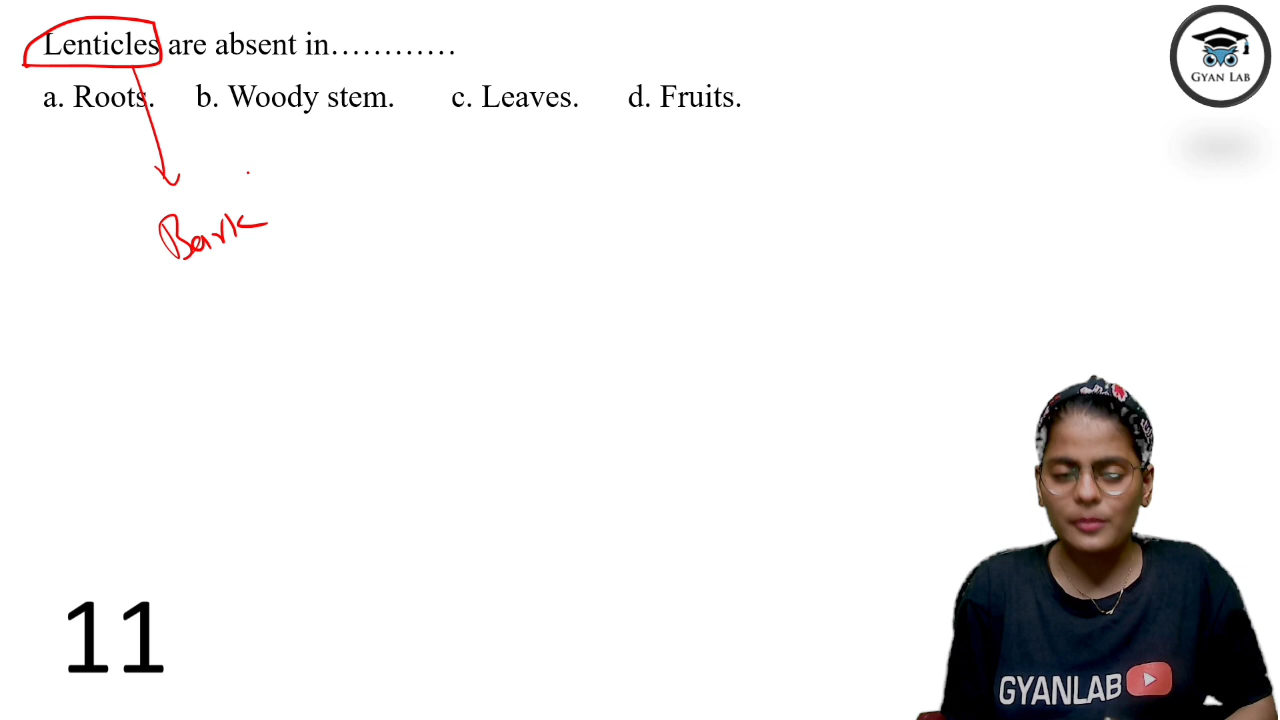 Lenticles are absent in…………
a. Roots. b. Woody stem. c. Leaves. d. Fruits.
GYAN LAB
Bark
11
GYANLAB